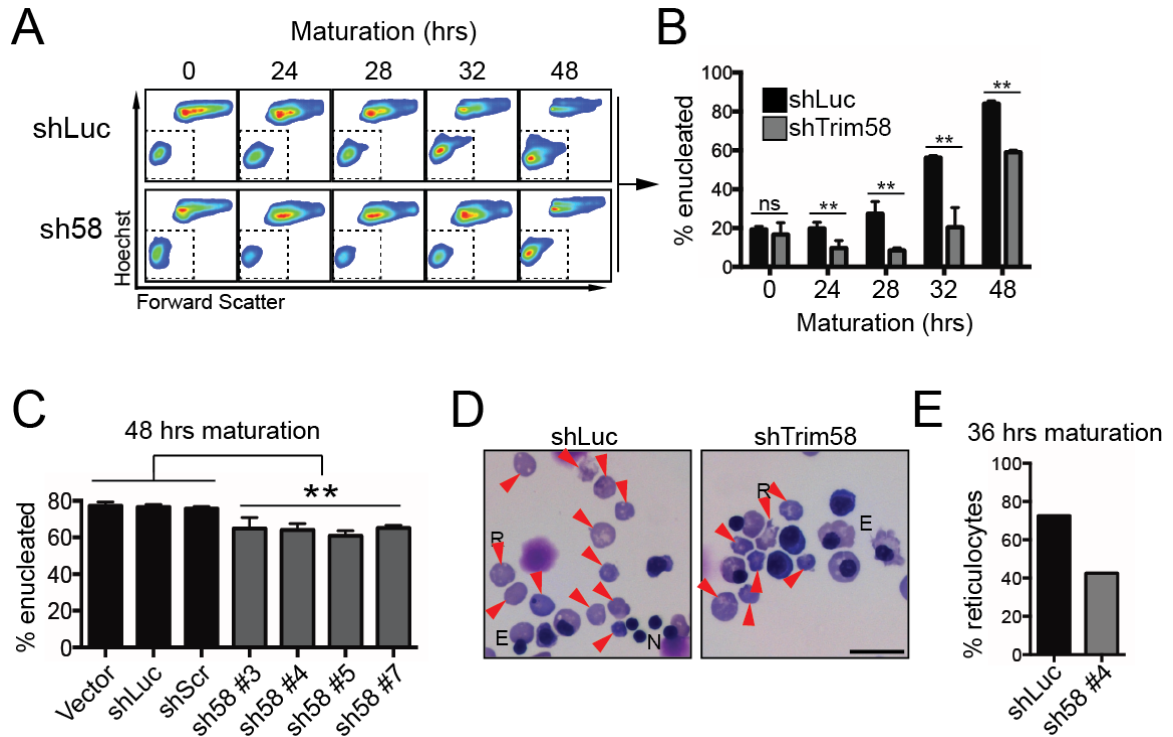 A
Maturation (hrs)
0 24 28 32 48
shLuc
sh58
Hoechst
Forward Scatter
B
100
80
60
40
20
0
% enucleated
shLuc
shTrim58
ns ** ** ** **
0 24 28 32 48
Maturation (hrs)
C
48 hrs maturation
**
80
60
40
20
0
% enucleated
Vector shLuc shScr sh58 #3 sh58 #4 sh58 #5 sh58 #7
D
shLuc shTrim58
R
E
N
R
E
E
36 hrs maturation
100
80
60
40
20
0
% reticulocytes
shLuc sh58 #4